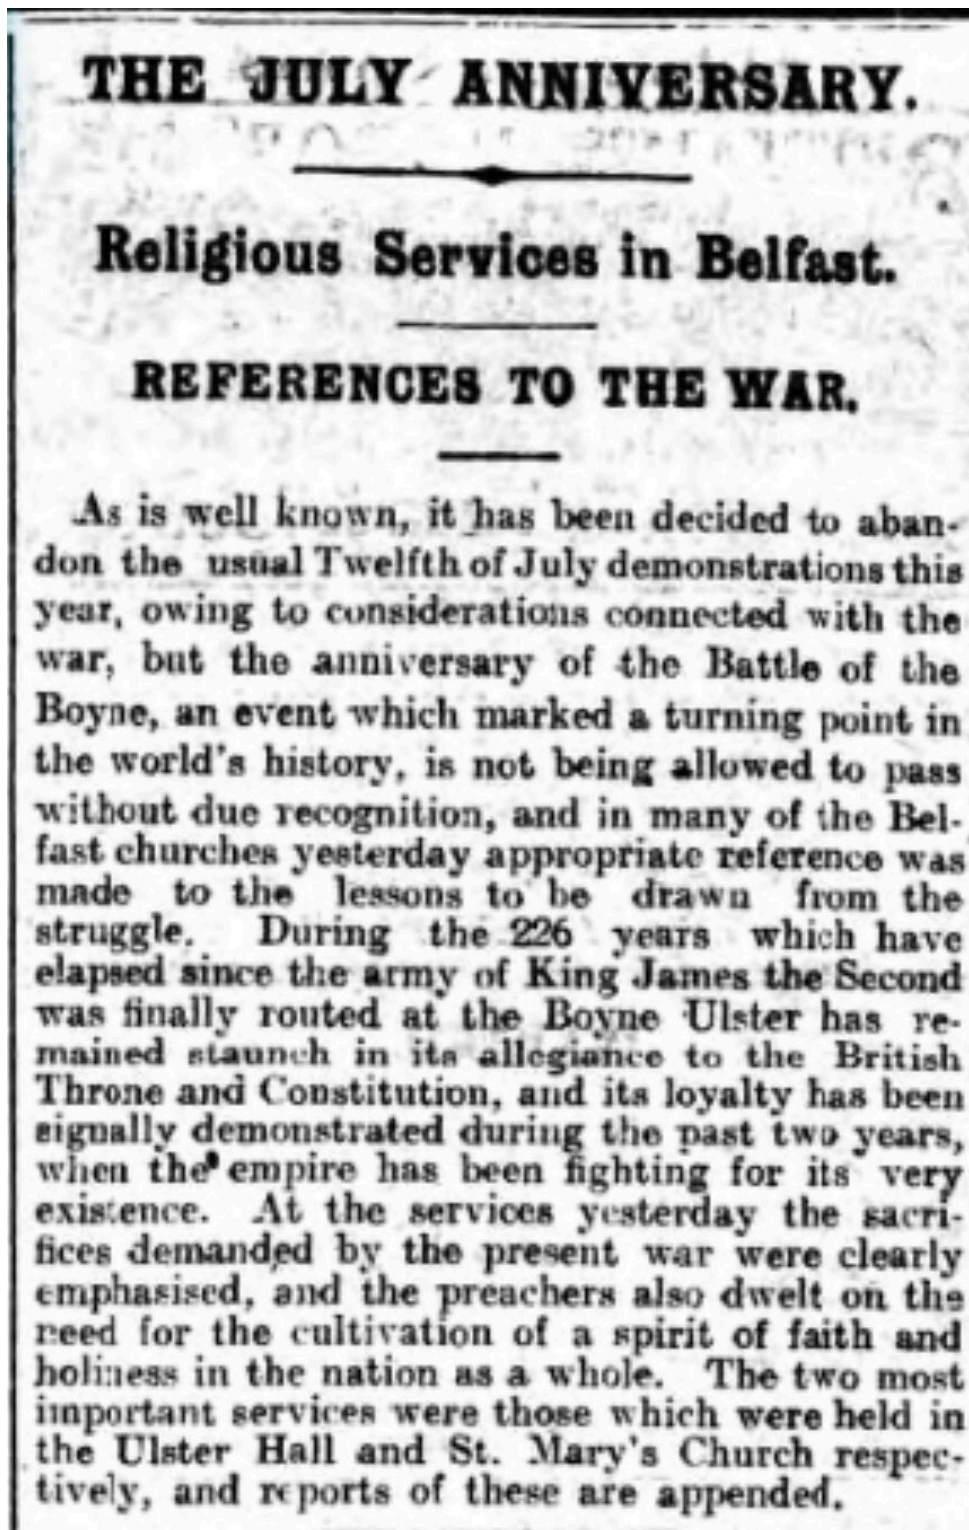 THE JULY ANNIVERSARY.
Religious Services in Belfast.
REFERENCES TO THE WAR.
As is well known, it has been decided to aban-
don the usual Twelfth of July demonstrations this
year, owing to considerations connected with the
war, but the anniversary of the Battle of the
Boyne, an event which marked a turning point in
the world's history, is not being allowed to pass
without due recognition, and in many of the Bel-
fast churches yesterday appropriate reference was
made to the lessons to be drawn from the
struggle. During the 226 years which have
elapsed since the army of King James the Second
was finally routed at the Boyne Ulster has re-
mained staunch in its allegiance to the British
Throne and Constitution, and its loyalty has been
signally demonstrated during the past two years,
when the empire has been fighting for its very
existence. At the services yesterday the sacri-
fices demanded by the present war were clearly
emphasised, and the preachers also dwelt on the
need for the cultivation of a spirit of faith and
holiness in the nation as a whole. The two most
important services were those which were held in
the Ulster Hall and St. Mary's Church respec-
tively, and reports of these are appended.